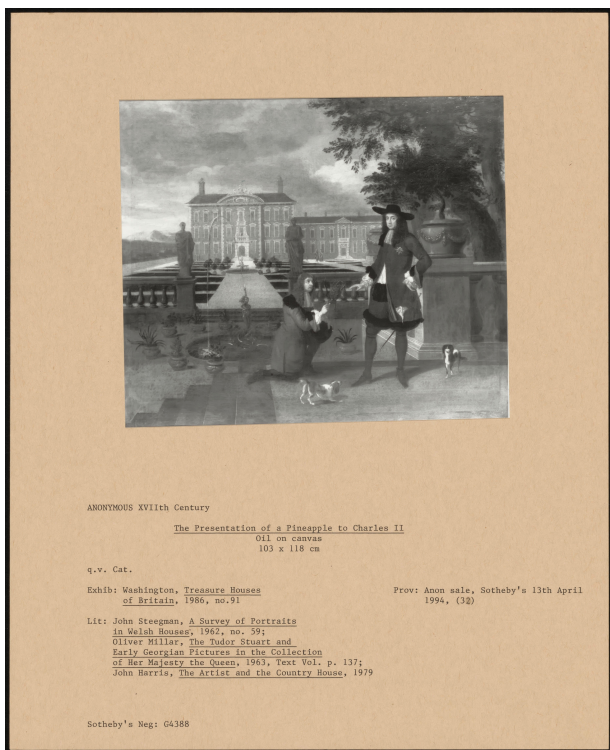 ANONYMOUS XVIIth Century
The Presentation of a Pineapple to Charles II
Oil on canvas
103 x 118 cm
q.v. Cat.
Exhib: Washington, Treasure Houses
of Britain, 1986, no.91
Prov: Anon sale, Sotheby's 13th April
1994, (32)
Lit: John Steegman, A Survey of Portraits
in Welsh Houses, 1962, no. 59;
Oliver Millar, The Tudor Stuart and
Early Georgian Pictures in the Collection
of Her Majesty the Queen, 1963, Text Vol. p. 137;
John Harris, The Artist and the Country House, 1979
Sotheby's Neg: G4388